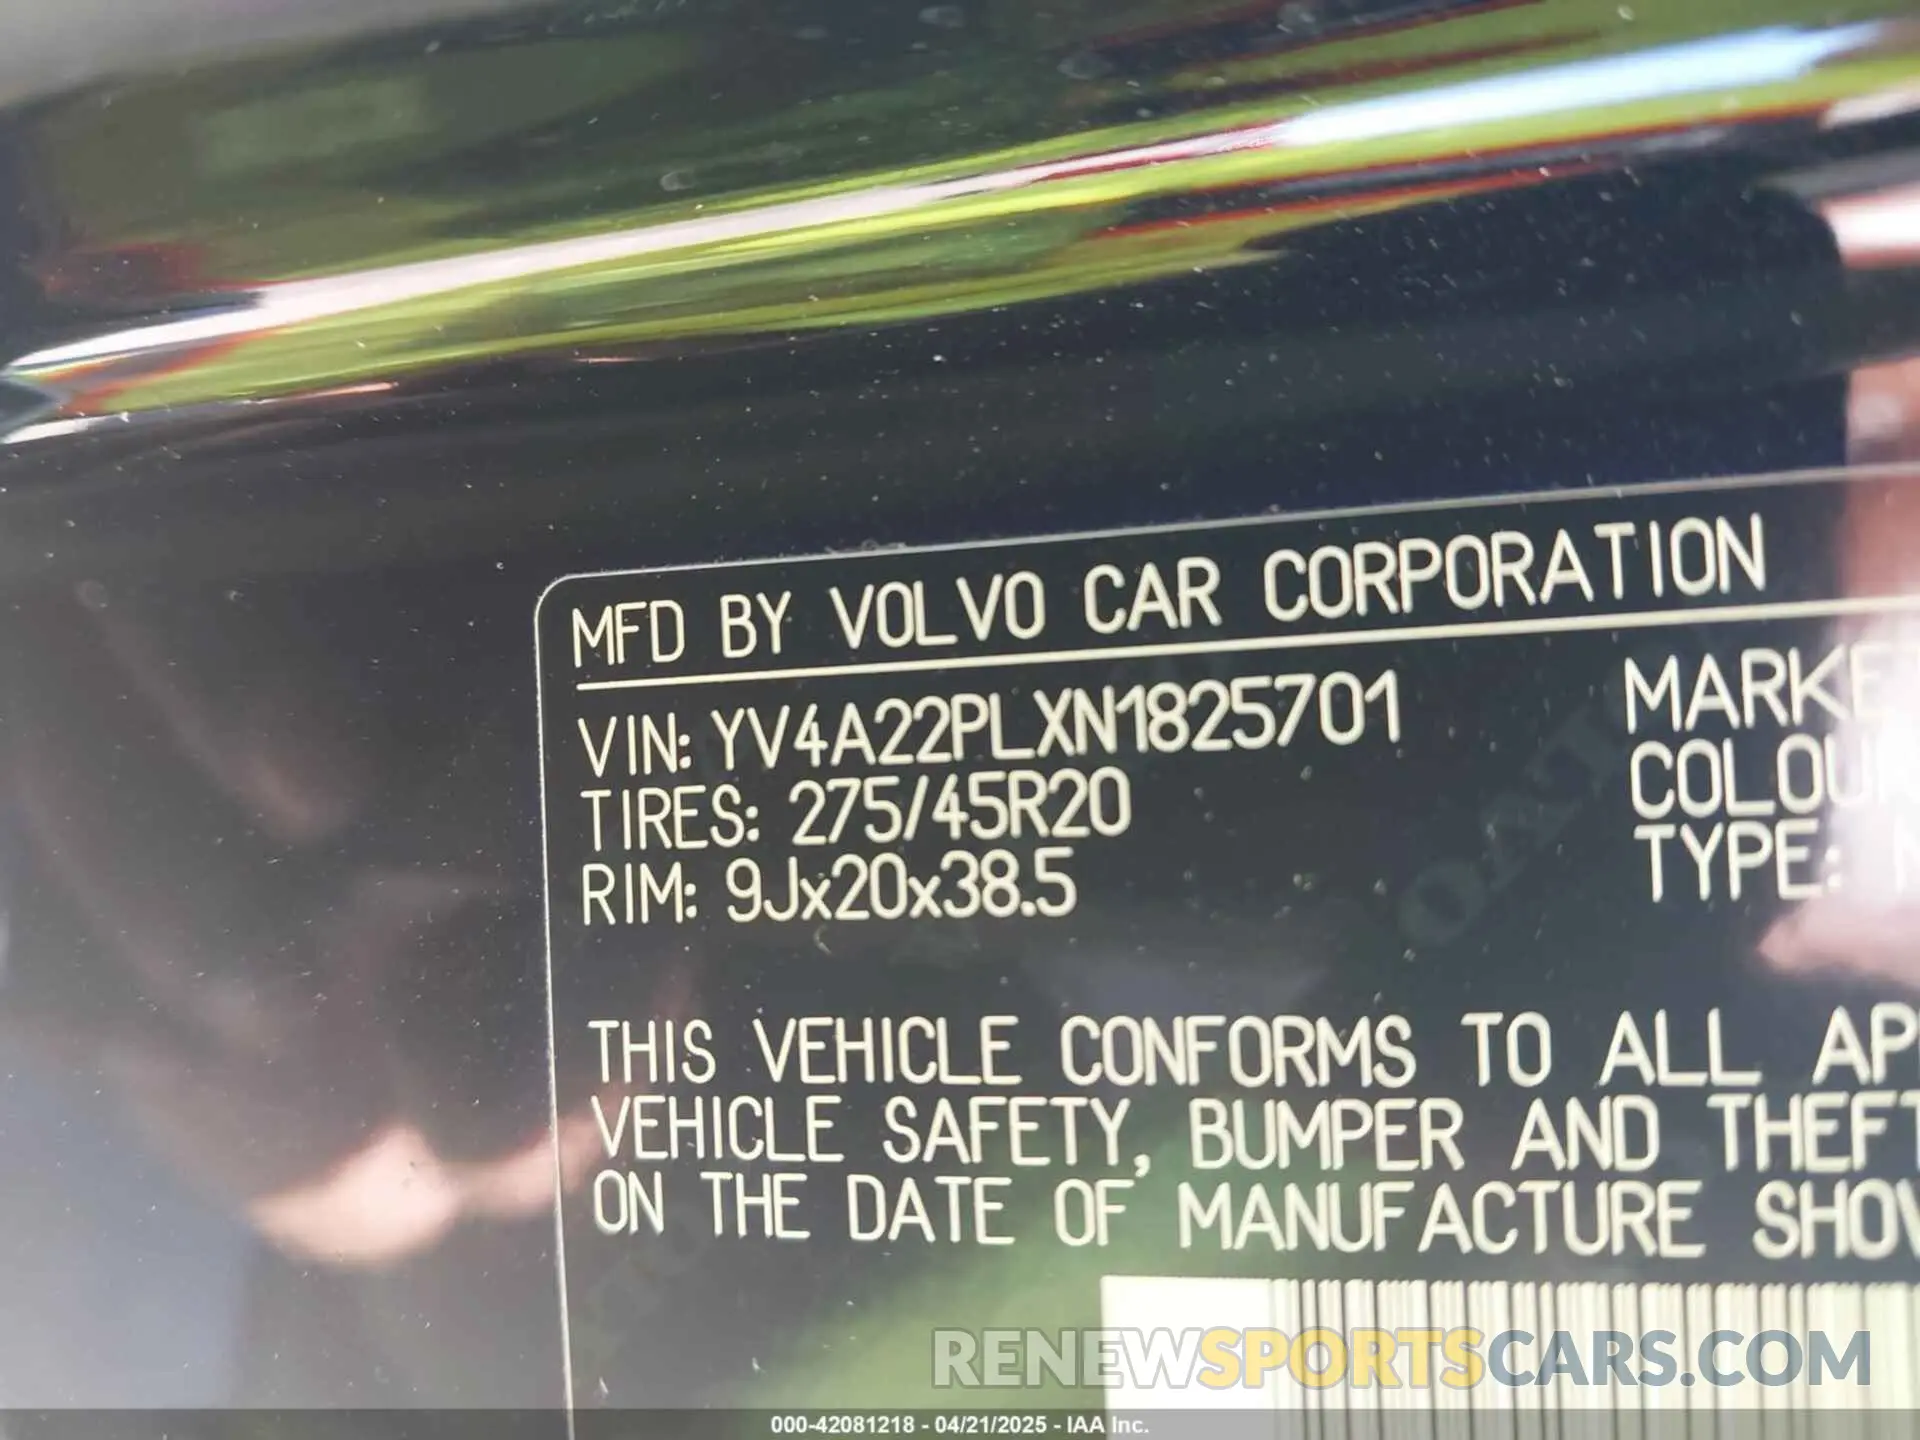 MFD BY VOLVO CAR CORPORATION
VIN: YV4A22PLXN1825701
TIRES: 275/45R20
RIM: 9Jx20x38.5
MARKE
COLOU
TYPE:
THIS VEHICLE CONFORMS TO ALL AP
VEHICLE SAFETY, BUMPER AND THEFT
ON THE DATE OF MANUFACTURE SHOW
RENEWSPORTSCARS.COM
000-42081218 - 04/21/2025 - IAA Inc.